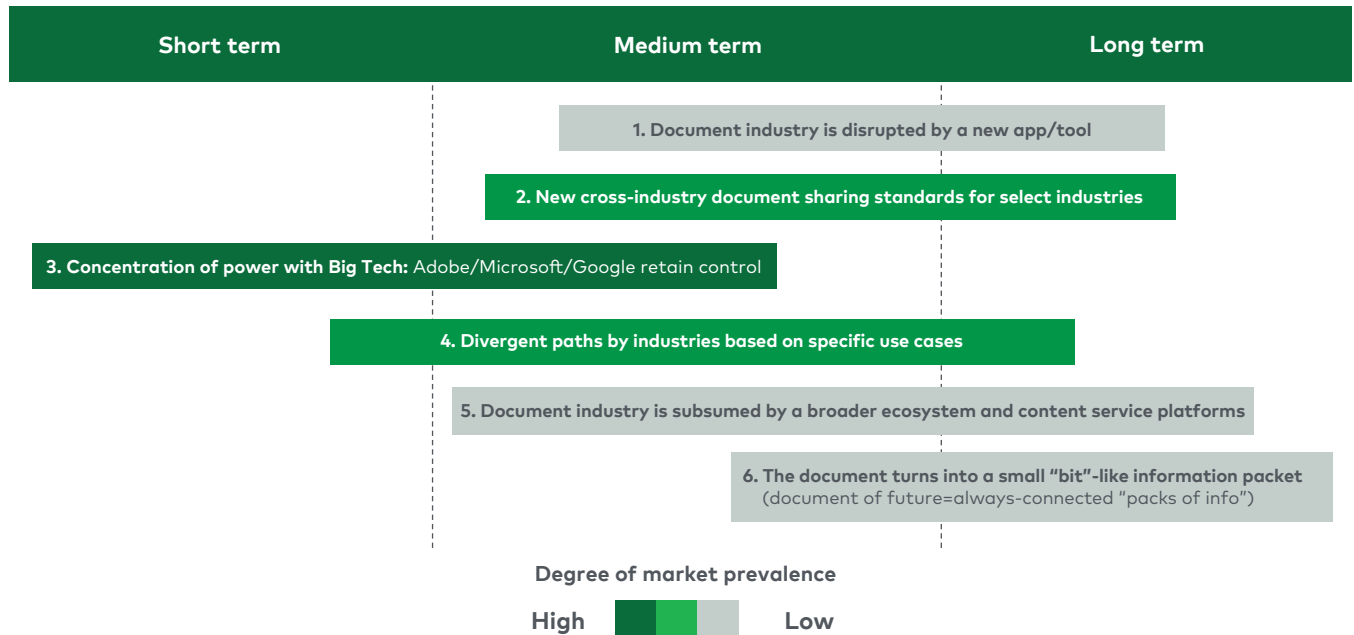 Short term
Medium term
Long term
1. Document industry is disrupted by a new app/tool
2. New cross-industry document sharing standards for select industries
3. Concentration of power with Big Tech: Adobe/Microsoft/Google retain control
4. Divergent paths by industries based on specific use cases
5. Document industry is subsumed by a broader ecosystem and content service platforms
6. The document turns into a small “bit”-like information packet
(document of future=always-connected “packs of info”)
Degree of market prevalence
High
Low